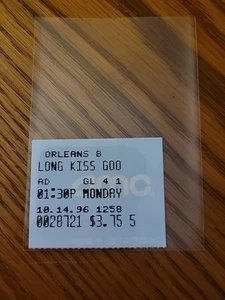 ORLEANS 8
LONG KISS GOO
AD GL 4 1
01:30P MONDAY
10.14.96 1258
0028721 $3.75 5
amc